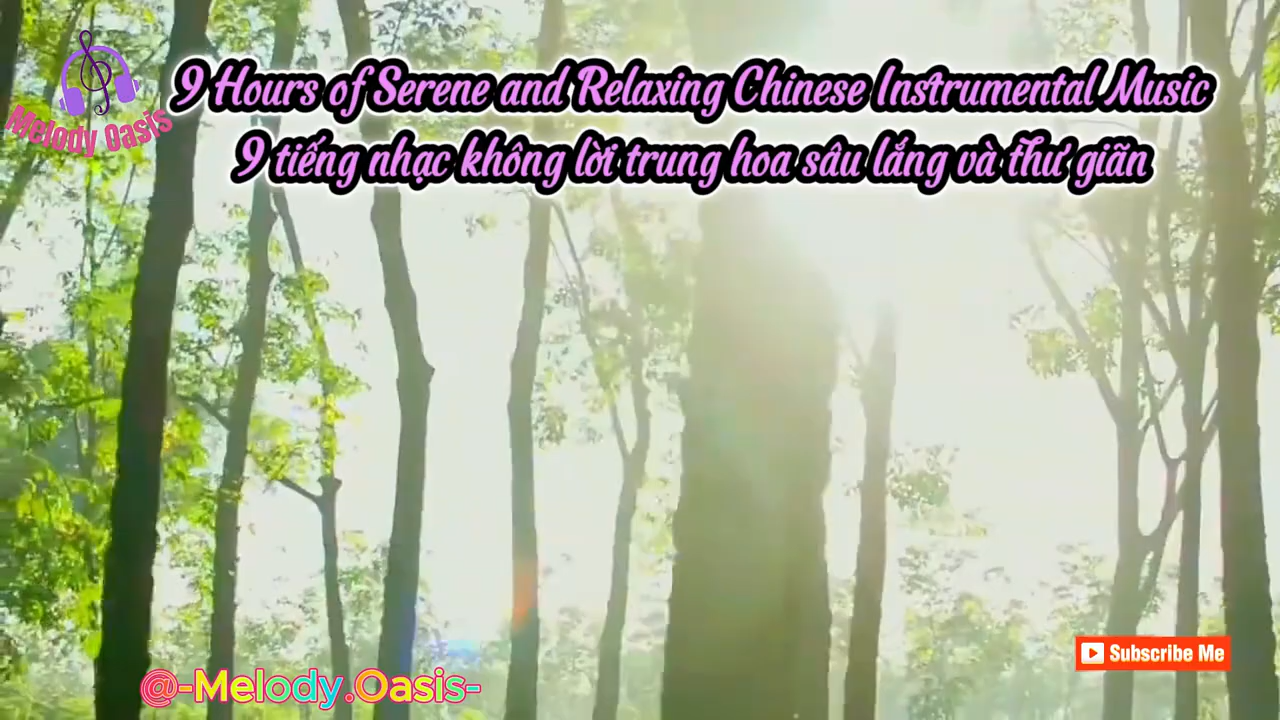 Melody Oasis
9 Hours of Serene and Relaxing Chinese Instrumental Music
9 tiếng nhạc không lời trung hoa sâu lắng và thư giãn
@-Melody.Oasis-
Subscribe Me